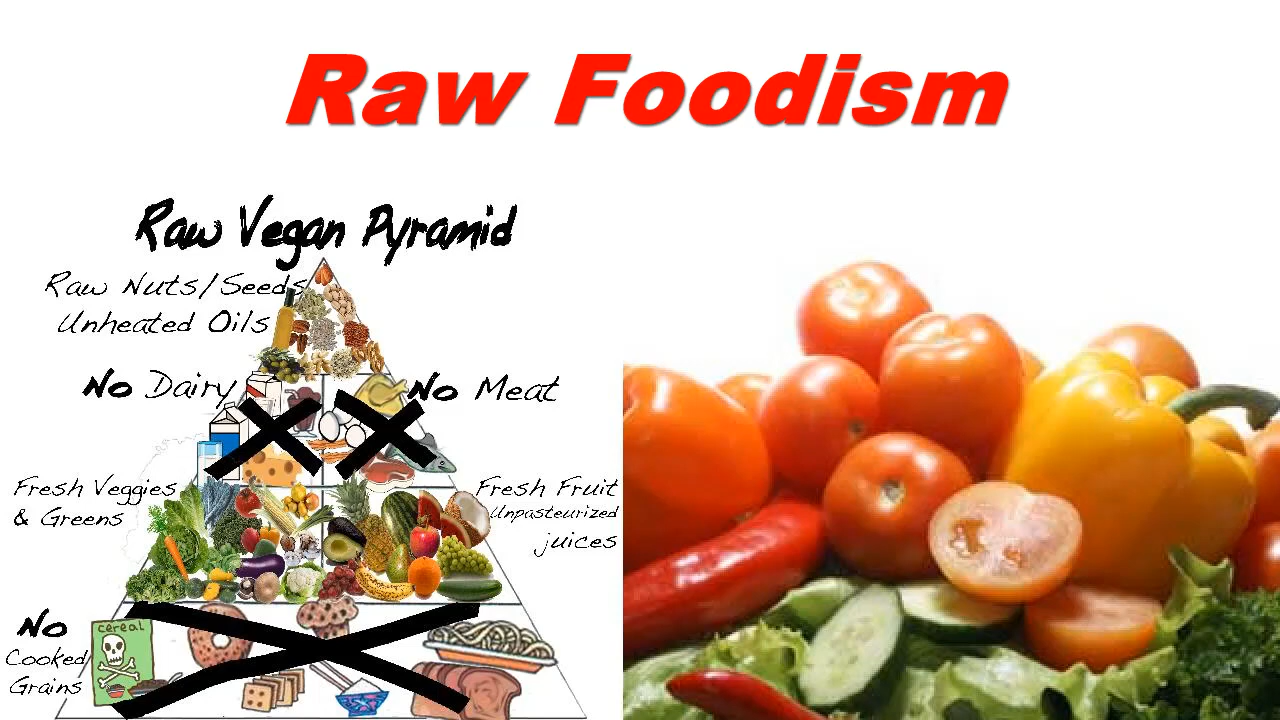 Raw Foodism
Raw Vegan Pyramid
Raw Nuts/Seeds
Unheated Oils
No Dairy
No Meat
Fresh Veggies
& Greens
Fresh Fruit
Unpasteurized
juices
No
Cooked
Grains
cereal